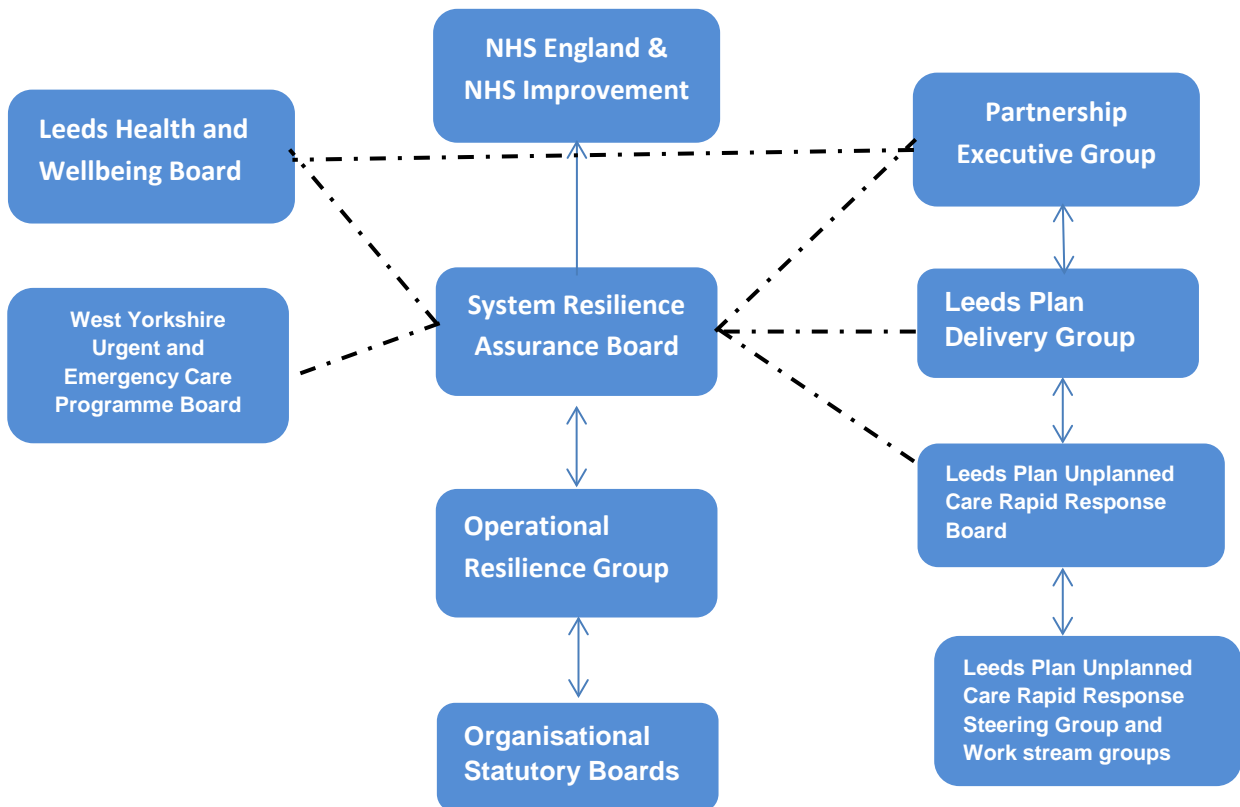 NHS England &
NHS Improvement
Leeds Health and
Wellbeing Board
Partnership
Executive Group
West Yorkshire
Urgent and
Emergency Care
Programme Board
System Resilience
Assurance Board
Leeds Plan
Delivery Group
Operational
Resilience Group
Leeds Plan Unplanned
Care Rapid Response
Board
Organisational
Statutory Boards
Leeds Plan Unplanned
Care Rapid Response
Steering Group and
Work stream groups